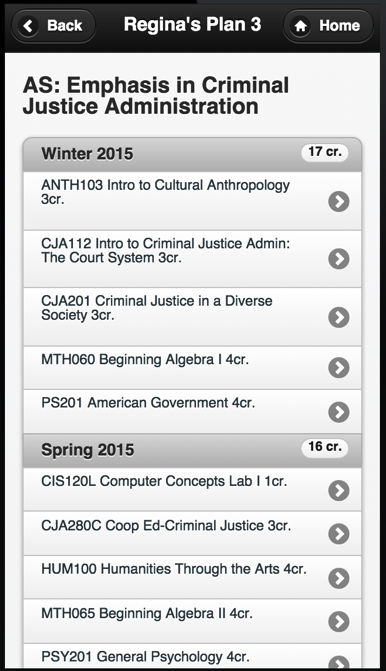 Back
Regina's Plan 3
Home
AS: Emphasis in Criminal
Justice Administration
Winter 2015
17 cr.
ANTH103 Intro to Cultural Anthropology
3cr.
CJA112 Intro to Criminal Justice Admin:
The Court System 3cr.
CJA201 Criminal Justice in a Diverse
Society 3cr.
MTH060 Beginning Algebra I 4cr.
PS201 American Government 4cr.
Spring 2015
16 cr.
CIS120L Computer Concepts Lab I 1cr.
CJA280C Coop Ed-Criminal Justice 3cr.
HUM100 Humanities Through the Arts 4cr.
MTH065 Beginning Algebra II 4cr.
PSY201 General Psychology 4cr.